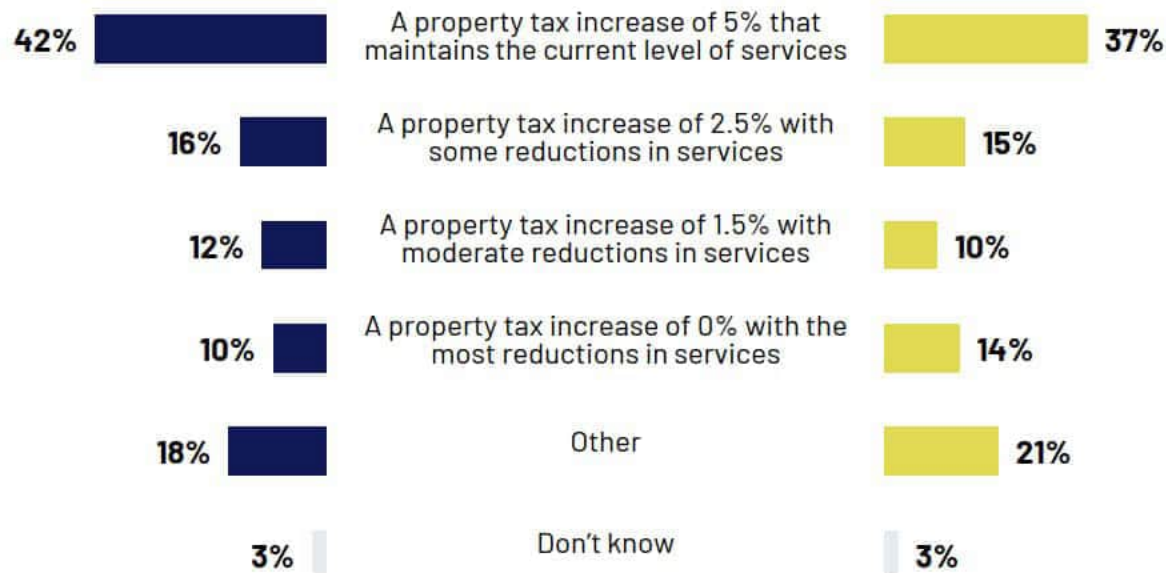 42%
A property tax increase of 5% that
maintains the current level of services
37%
16%
A property tax increase of 2.5% with
some reductions in services
15%
12%
A property tax increase of 1.5% with
moderate reductions in services
10%
10%
A property tax increase of 0% with the
most reductions in services
14%
18%
Other
21%
3%
Don't know
3%